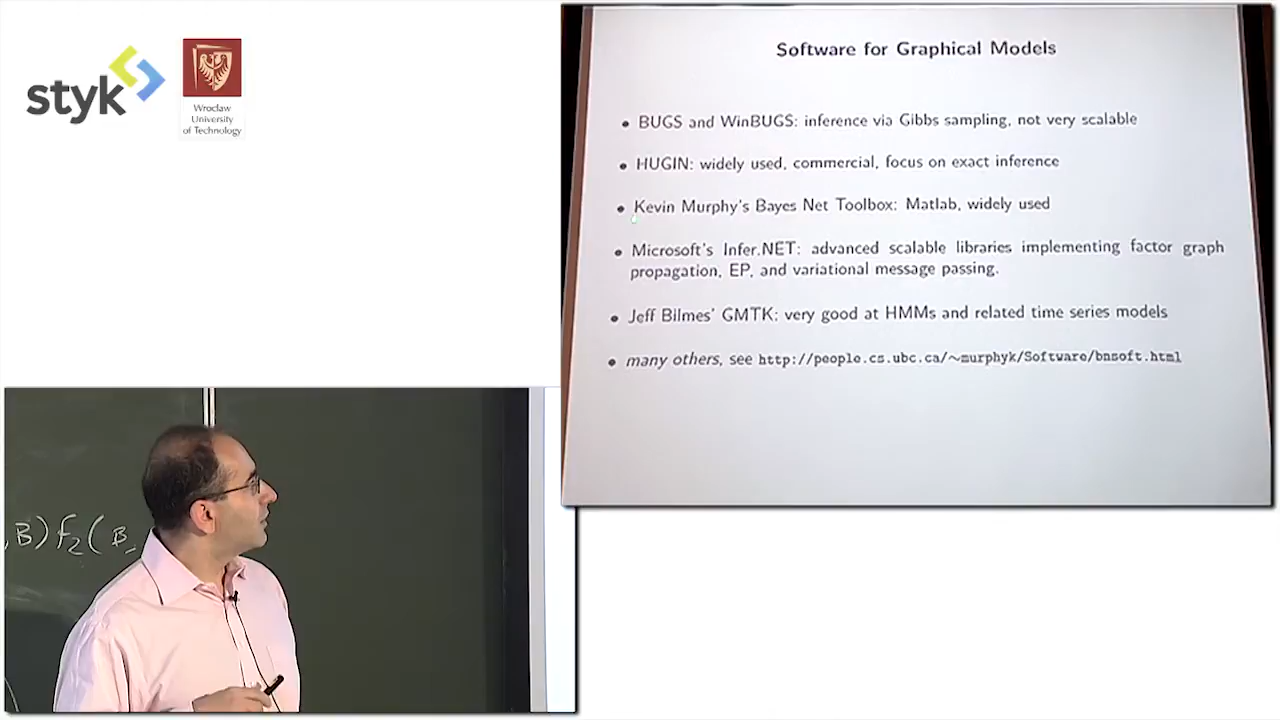 styk
Wroclaw
University
of Technology
Software for Graphical Models
• BUGS and WinBUGS: inference via Gibbs sampling, not very scalable
• HUGIN: widely used, commercial, focus on exact inference
• Kevin Murphy's Bayes Net Toolbox: Matlab, widely used
• Microsoft's Infer.NET: advanced scalable libraries implementing factor graph
propagation, EP, and variational message passing.
• Jeff Bilmes' GMTK: very good at HMMs and related time series models
• many others, see http://people.cs.ubc.ca/~murphyk/Software/bnsoft.html
, B) f₂( B